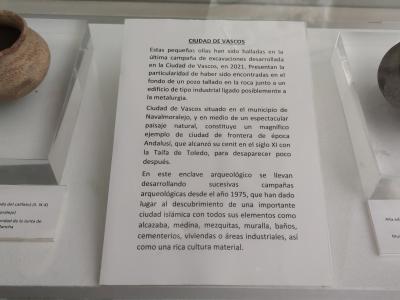 CIUDAD DE VASCOS
Estas pequeñas ollas han sido halladas en la
última campaña de excavaciones desarrollada
en la Ciudad de Vascos, en 2021. Presentan la
particularidad de haber sido encontradas en el
fondo de un pozo tallado en la roca junto a un
edificio de tipo industrial ligado posiblemente a
la metalurgia.
Ciudad de Vascos situado en el municipio de
Navalmoralejo, y en medio de un espectacular
paisaje natural, constituye un magnífico
ejemplo de ciudad de frontera de época
Andalusí, que alcanzó su cenit en el siglo XI con
la Taifa de Toledo, para desaparecer poco
después.
En este enclave arqueológico se llevan
desarrollando sucesivas campañas
arqueológicas desde el año 1975, que han dado
lugar al descubrimiento de una importante
ciudad islámica con todos sus elementos como
alcazaba, medina, mezquitas, muralla, baños,
cementerios, viviendas o áreas industriales, así
como una rica cultura material.